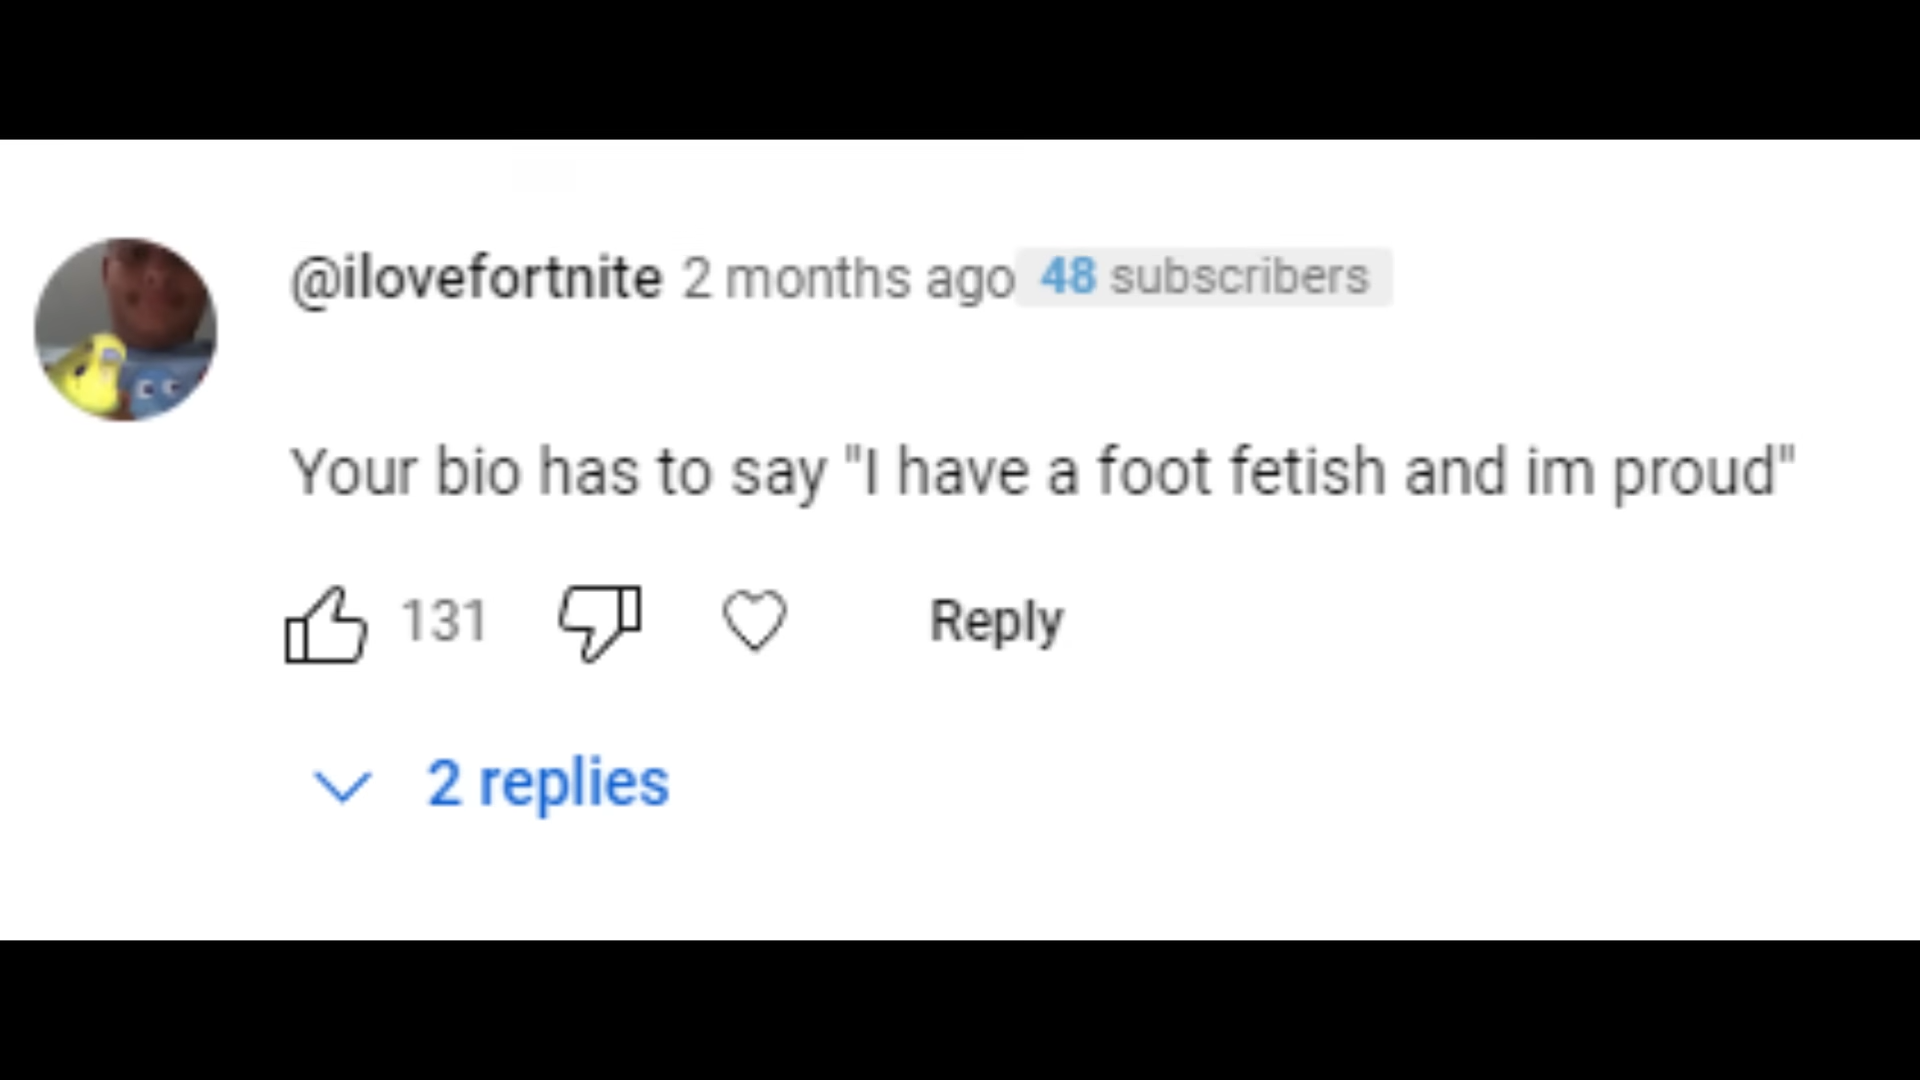 @ilovefortnite 2 months ago 48 subscribers
Your bio has to say "I have a foot fetish and im proud"
131 Reply
2 replies